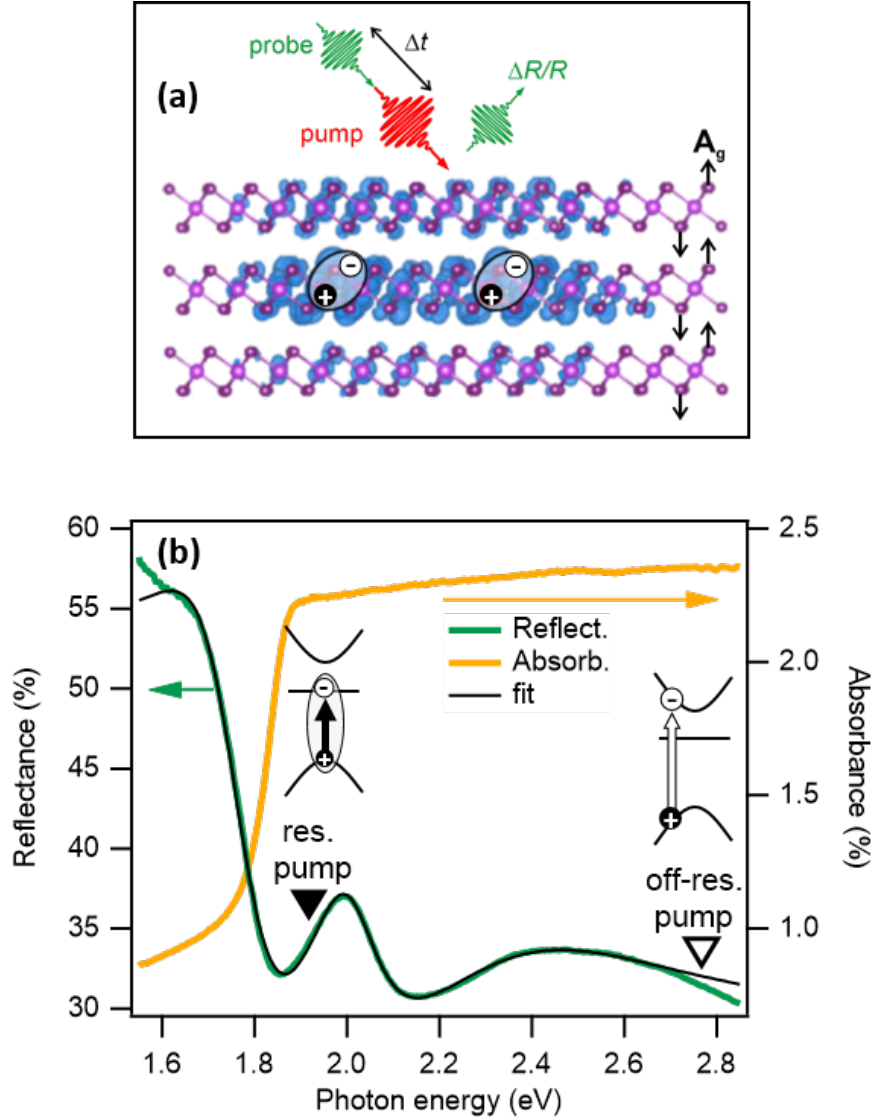 probe
Δt
ΔR/R
(a)
pump
Ag
-
-
+
+
(b)
60
55
50
45
40
35
30
Reflectance (%)
2.5
2.0
1.5
1.0
Absorbance (%)
Reflect.
Absorb.
fit
-
+
-
+
res.
pump
off-res.
pump
1.6
1.8
2.0
2.2
2.4
2.6
2.8
Photon energy (eV)